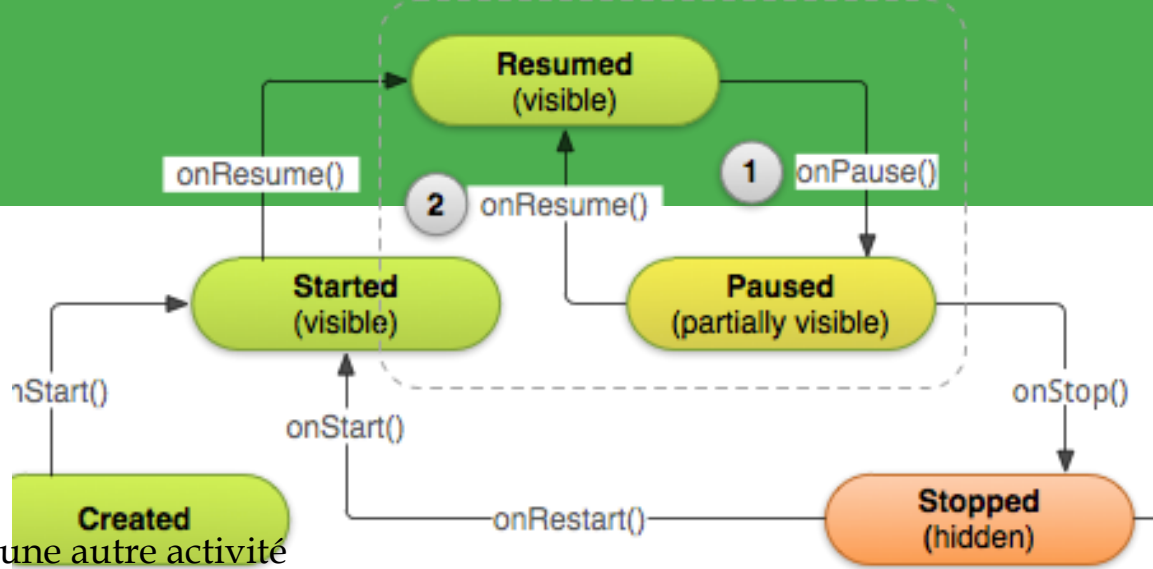 Resumed
(visible)
onResume()
1
onPause()
2
onResume()
Started
(visible)
Paused
(partially visible)
nStart()
onStop()
onStart()
Created
onRestart()
Stopped
(hidden)
une autre activité